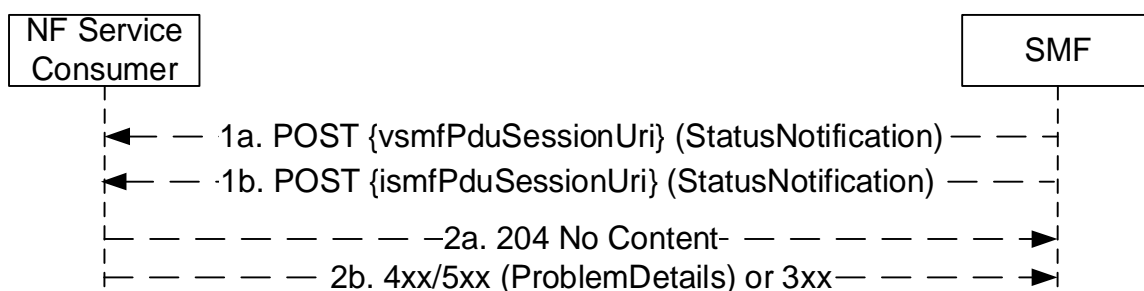 NF Service
Consumer
SMF
1a. POST {vsmfPduSessionUri} (StatusNotification)
1b. POST {ismfPduSessionUri} (StatusNotification)
2a. 204 No Content
2b. 4xx/5xx (ProblemDetails) or 3xx